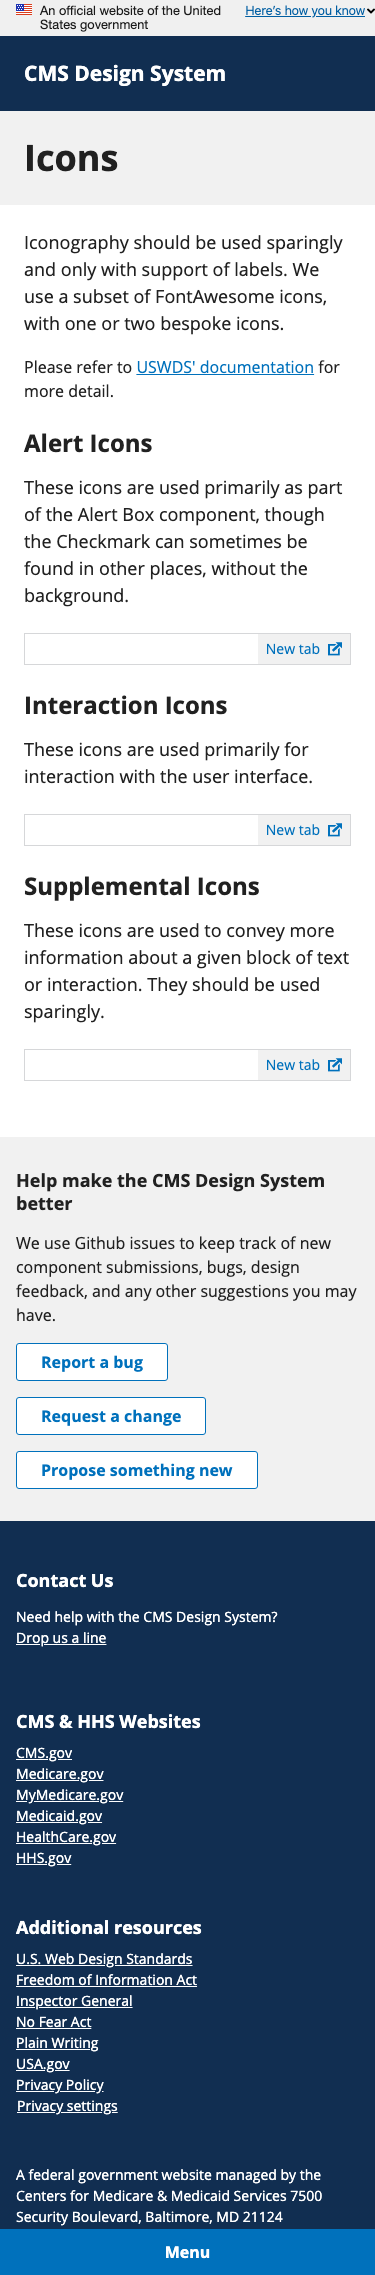 An official website of the United States government
Here's how you know
CMS Design System
Icons
Iconography should be used sparingly
and only with support of labels. We
use a subset of FontAwesome icons,
with one or two bespoke icons.
Please refer to USWDS' documentation for
more detail.
Alert Icons
These icons are used primarily as part
of the Alert Box component, though
the Checkmark can sometimes be
found in other places, without the
background.
New tab
Interaction Icons
These icons are used primarily for
interaction with the user interface.
New tab
Supplemental Icons
These icons are used to convey more
information about a given block of text
or interaction. They should be used
sparingly.
New tab
Help make the CMS Design System
better
We use Github issues to keep track of new
component submissions, bugs, design
feedback, and any other suggestions you may
have.
Report a bug
Request a change
Propose something new
Contact Us
Need help with the CMS Design System?
Drop us a line
CMS & HHS Websites
CMS.gov
Medicare.gov
MyMedicare.gov
Medicaid.gov
HealthCare.gov
HHS.gov
Additional resources
U.S. Web Design Standards
Freedom of Information Act
Inspector General
No Fear Act
Plain Writing
USA.gov
Privacy Policy
Privacy settings
A federal government website managed by the
Centers for Medicare & Medicaid Services 7500
Security Boulevard, Baltimore, MD 21124
Menu